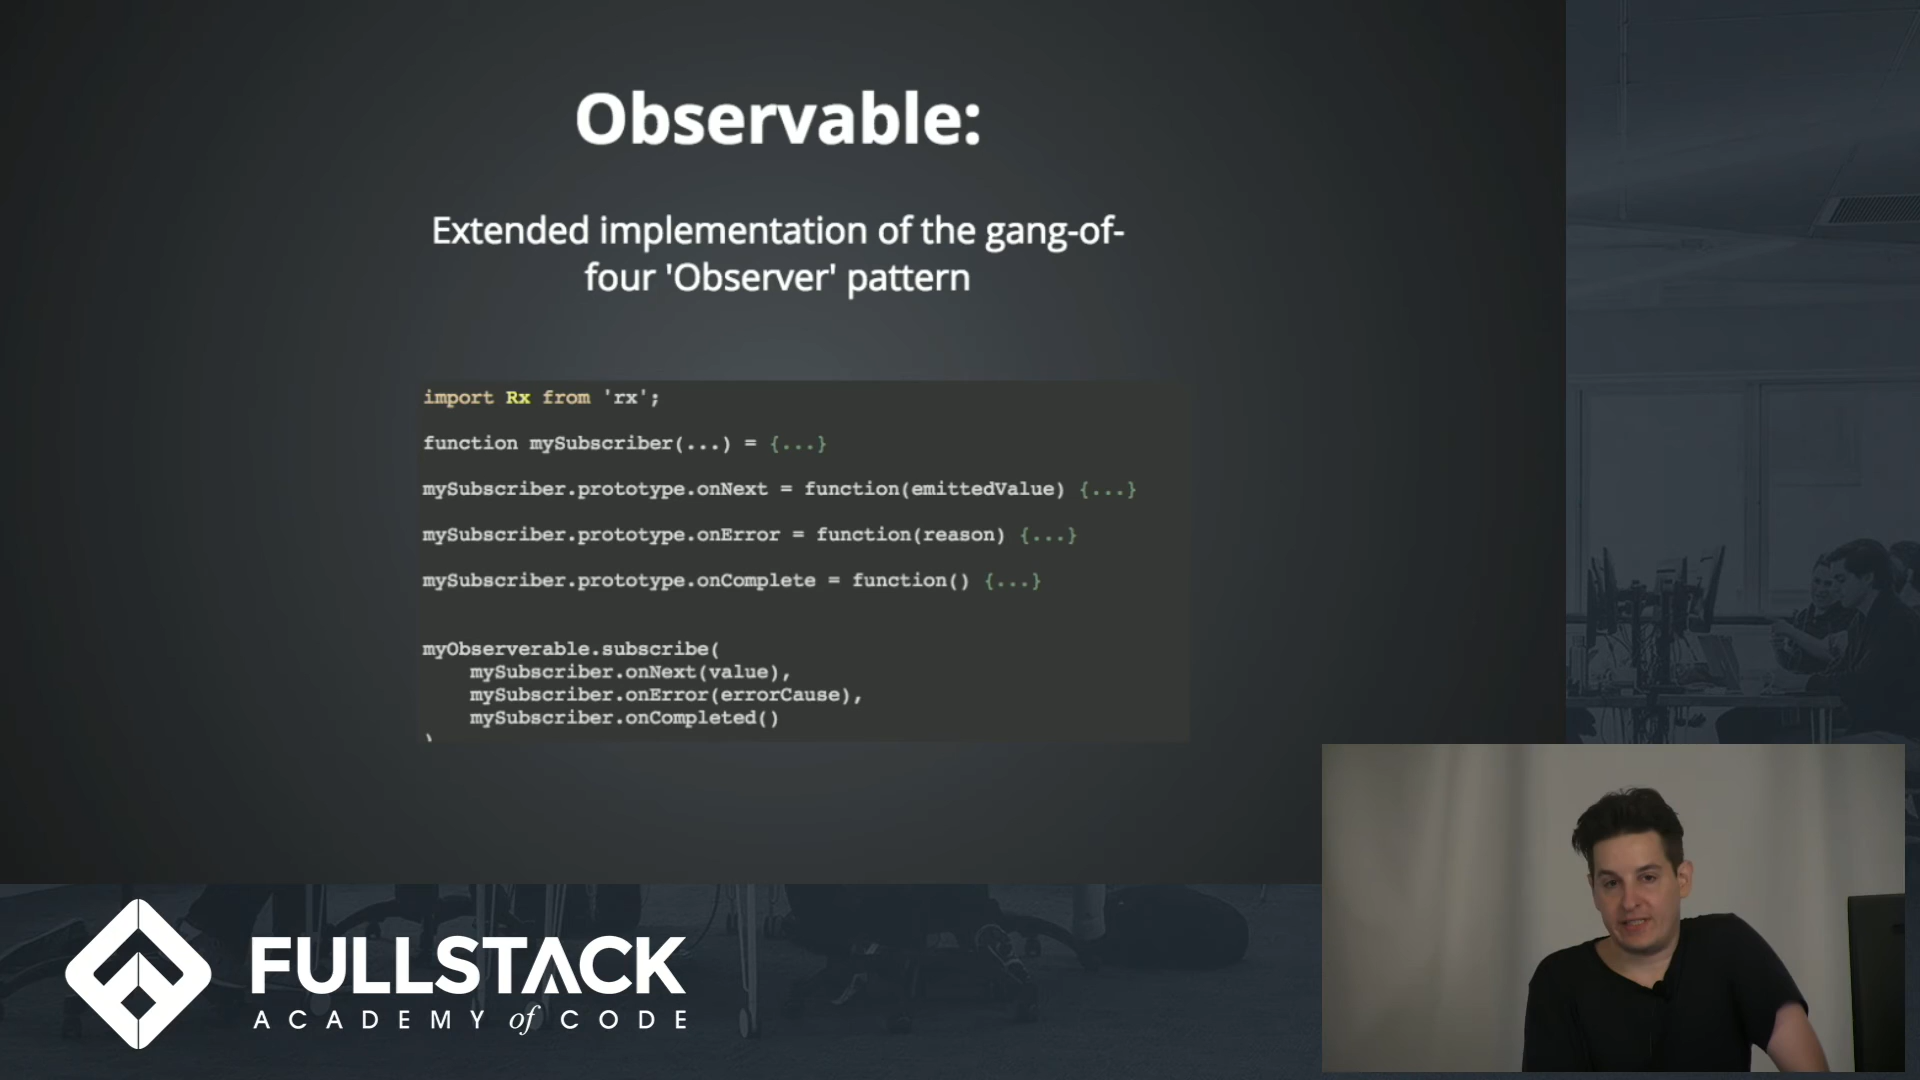 Observable:
Extended implementation of the gang-of-
four 'Observer' pattern
import Rx from 'rx';
function mySubscriber(...) = {...}
mySubscriber.prototype.onNext = function(emittedValue) {...}
mySubscriber.prototype.onError = function(reason) {...}
mySubscriber.prototype.onComplete = function() {...}
myObserverable.subscribe(
mySubscriber.onNext(value),
mySubscriber.onError(errorCause),
mySubscriber.onCompleted()
FULLSTACK
ACADEMY of CODE